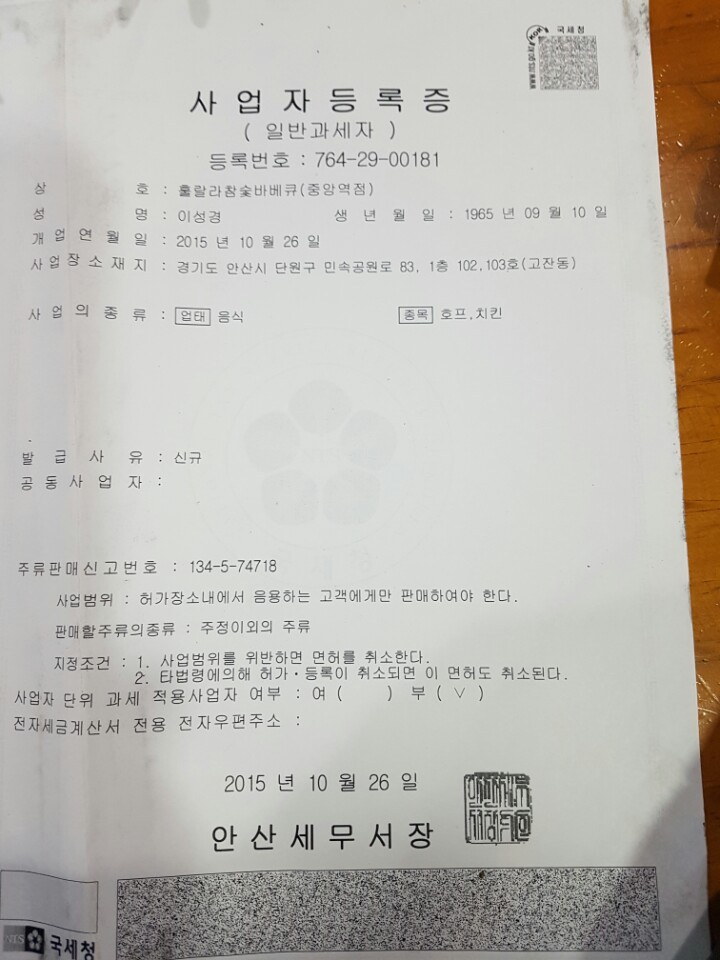 국세청
사업자등록증
( 일반과세자 )
등록번호 : 764-29-00181
상 호 : 훌랄라참숯바베큐(중앙역점)
성 명 : 이성경 생 년 월 일 : 1965 년 09 월 10 일
개 업 연 월 일 : 2015 년 10 월 26 일
사 업 장 소 재 지 : 경기도 안산시 단원구 민속공원로 83, 1층 102,103호(고잔동)
사 업 의 종 류 : 업태 음식 종목 호프,치킨
발 급 사 유 : 신규
공 동 사 업 자 :
주류판매신고번호 : 134-5-74718
사업범위 : 허가장소내에서 음용하는 고객에게만 판매하여야 한다.
판매할주류의종류 : 주정이외의 주류
지정조건 : 1. 사업범위를 위반하면 면허를 취소한다.
2. 타법령에의해 허가·등록이 취소되면 이 면허도 취소된다.
사업자 단위 과세 적용사업자 여부 : 여 ( ) 부 ( ∨ )
전자세금계산서 전용 전자우편주소 :
2015 년 10 월 26 일
안산세무서장
NTS 국세청